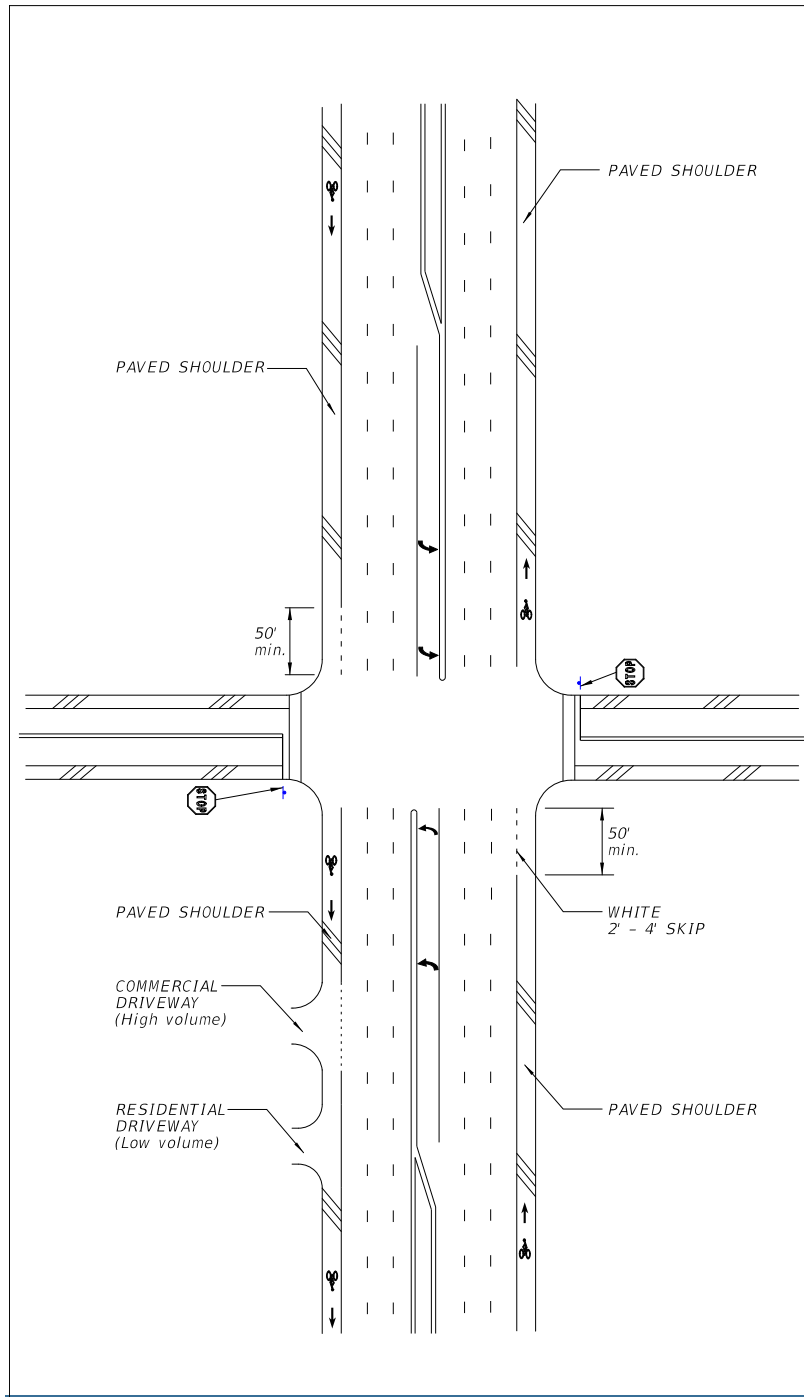 PAVED SHOULDER
PAVED SHOULDER
50'
min.
STOP
STOP
50'
min.
PAVED SHOULDER
WHITE
2' - 4' SKIP
COMMERCIAL
DRIVEWAY
(High volume)
RESIDENTIAL
DRIVEWAY
(Low volume)
PAVED SHOULDER